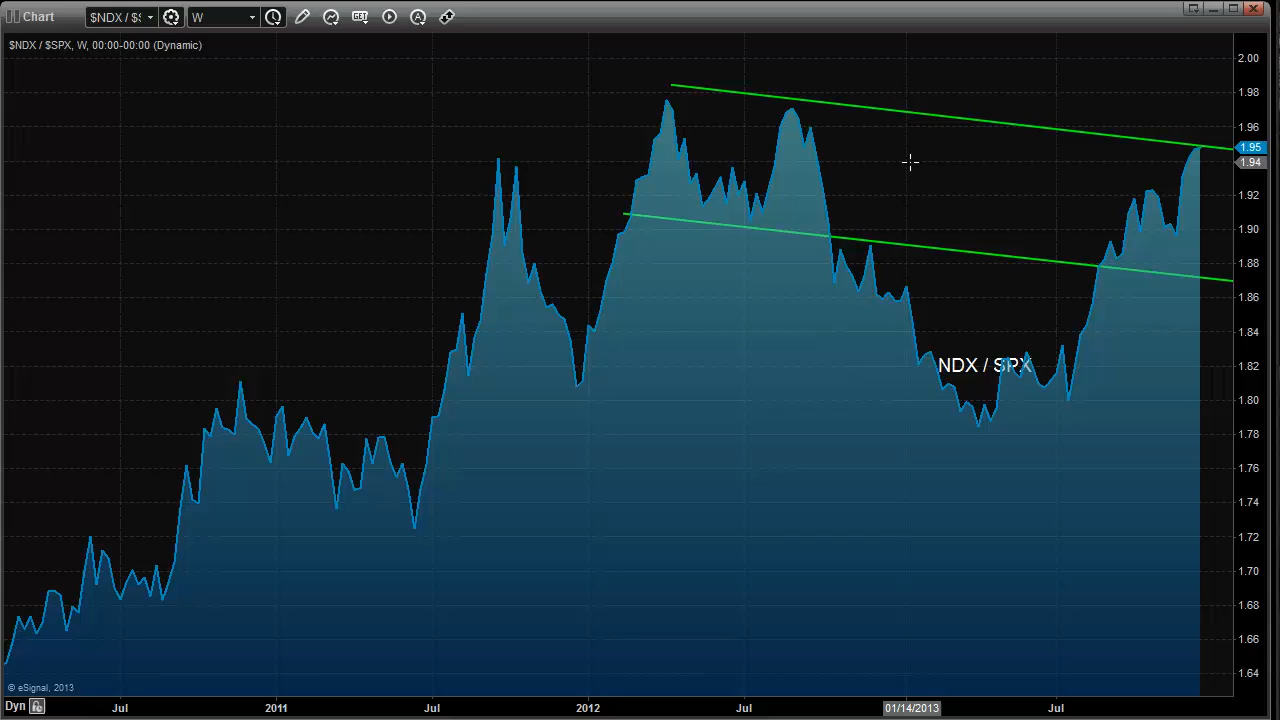 Chart
$NDX / $S
W
GET
A
$NDX / $SPX, W, 00:00-00:00 (Dynamic)
2.00
1.98
1.96
1.95
1.94
1.92
1.90
1.88
1.86
1.84
NDX / SPX
1.82
1.80
1.78
1.76
1.74
1.72
1.70
1.68
1.66
1.64
© eSignal, 2013
Dyn
Jul
2011
Jul
2012
Jul
01/14/2013
Jul